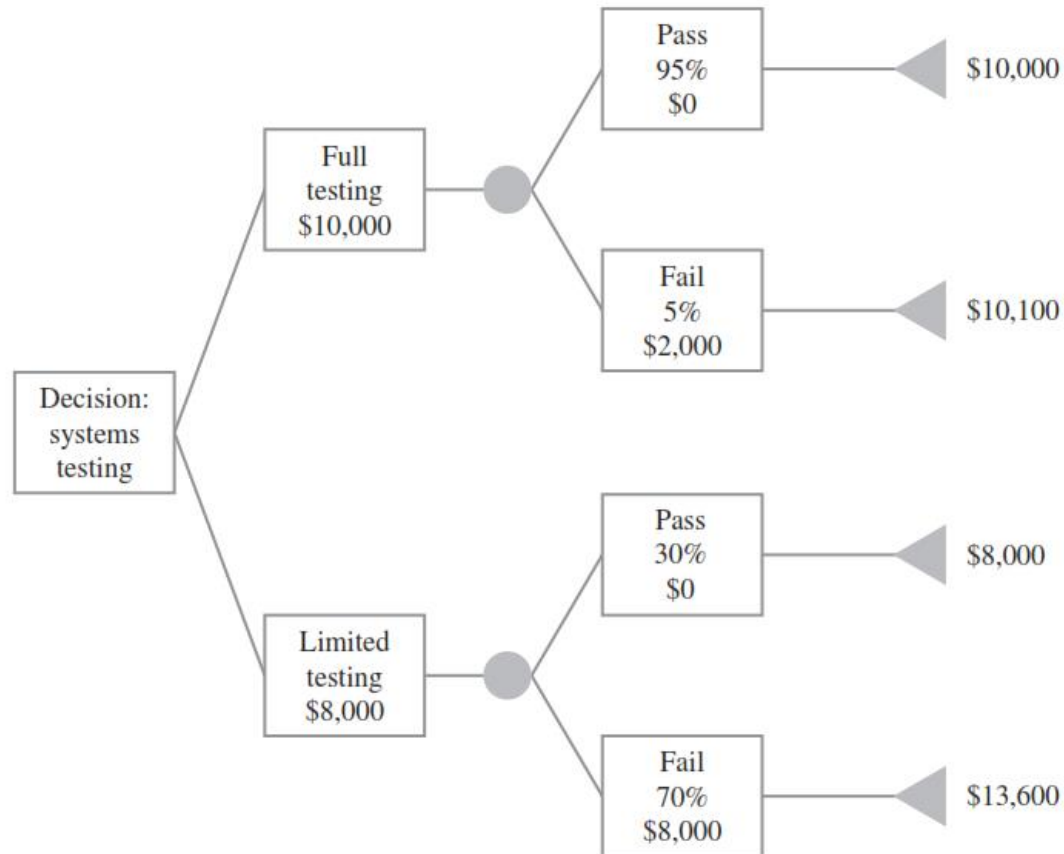 Pass
95%
$0
$10,000
Full
testing
$10,000
Fail
5%
$2,000
$10,100
Decision:
systems
testing
Pass
30%
$0
$8,000
Limited
testing
$8,000
Fail
70%
$8,000
$13,600